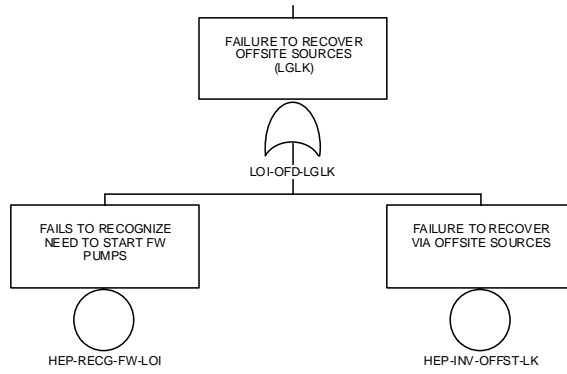 FAILURE TO RECOVER
OFFSITE SOURCES
(LGLK)
LOI-OFD-LGLK
FAILS TO RECOGNIZE
NEED TO START FW
PUMPS
HEP-RECG-FW-LOI
FAILURE TO RECOVER
VIA OFFSITE SOURCES
HEP-INV-OFFST-LK